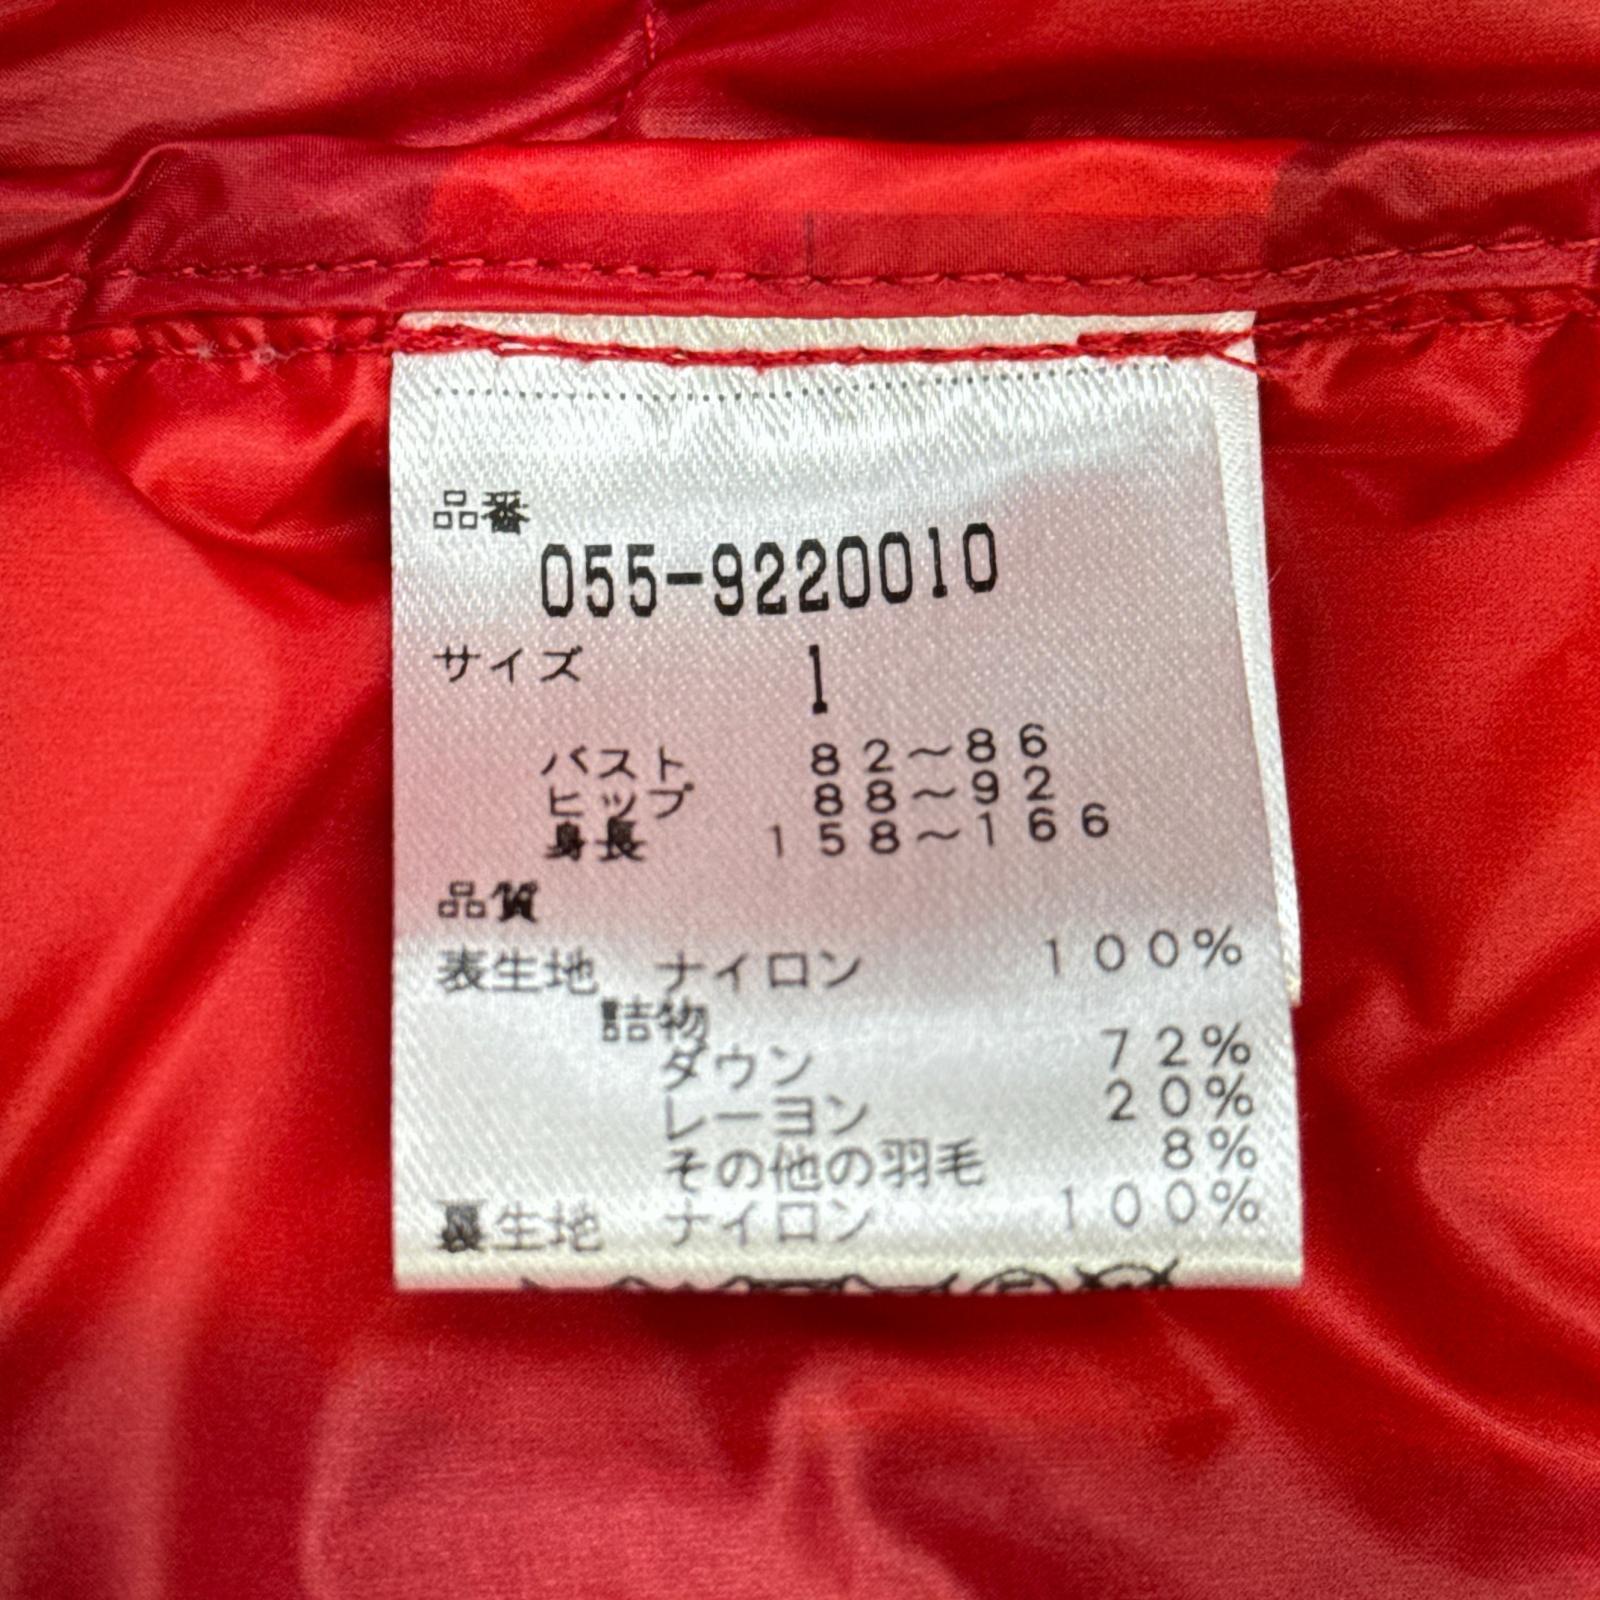 品番
055-9220010
サイズ 1
バスト 82～86
ヒップ 88～92
身長 158～166
品質
表生地 ナイロン 100%
詰物
ダウン 72%
レーヨン 20%
その他の羽毛 8%
裏生地 ナイロン 100%